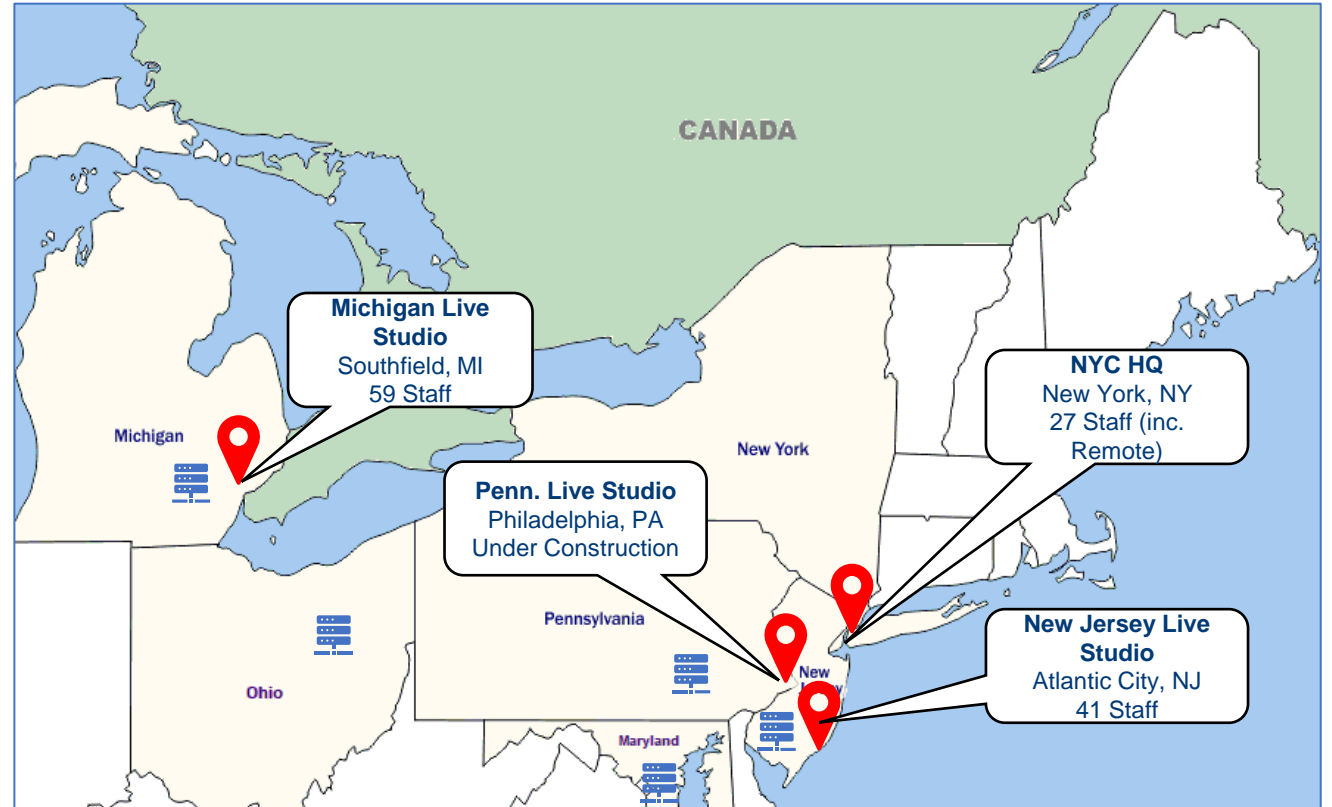 CANADA
Michigan Live
Studio
Southfield, MI
59 Staff
NYC HQ
New York, NY
27 Staff (inc.
Remote)
Michigan
New York
Penn. Live Studio
Philadelphia, PA
Under Construction
Pennsylvania
New Jersey Live
Studio
Atlantic City, NJ
41 Staff
New
Ohio
Maryland